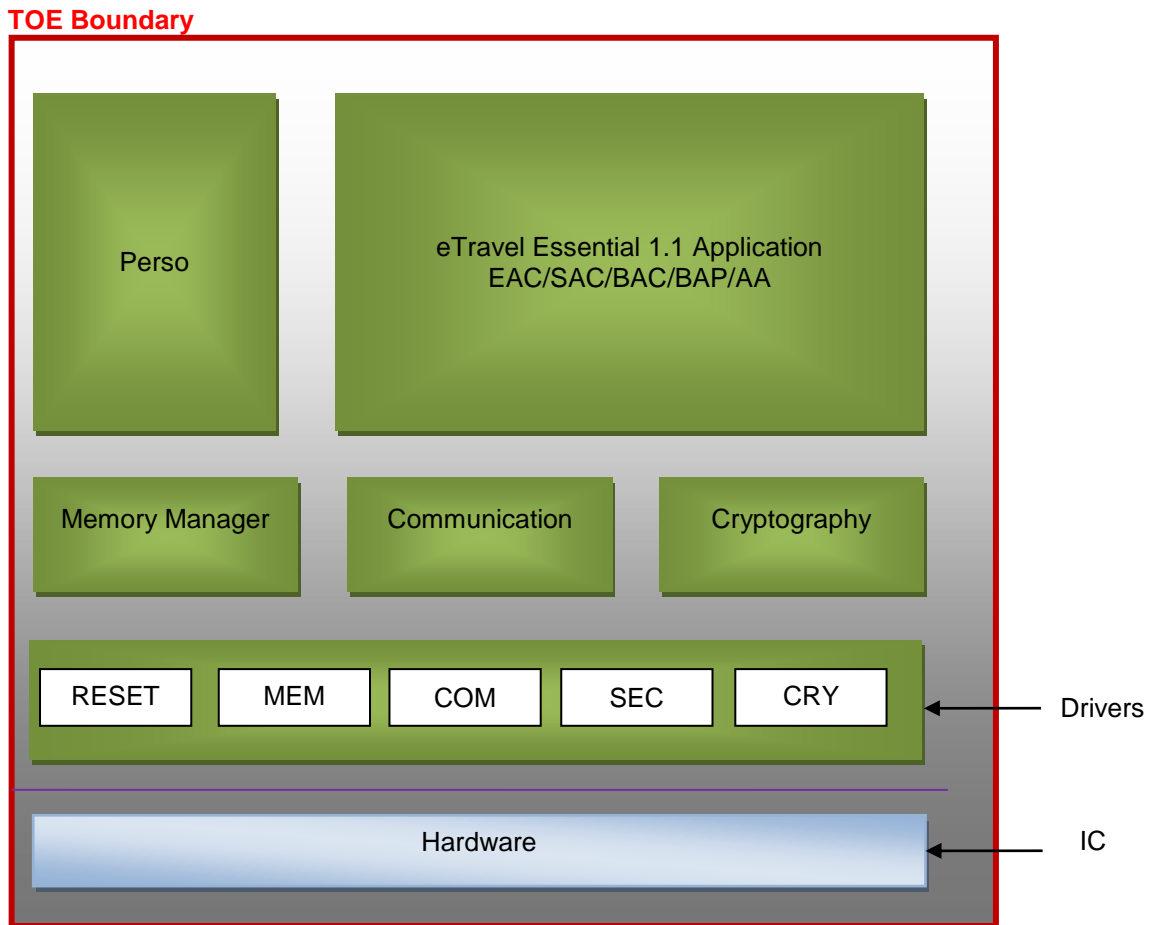 TOE Boundary
Perso
eTravel Essential 1.1 Application
EAC/SAC/BAC/BAP/AA
Memory Manager
Communication
Cryptography
RESET
MEM
COM
SEC
CRY
Drivers
Hardware
IC